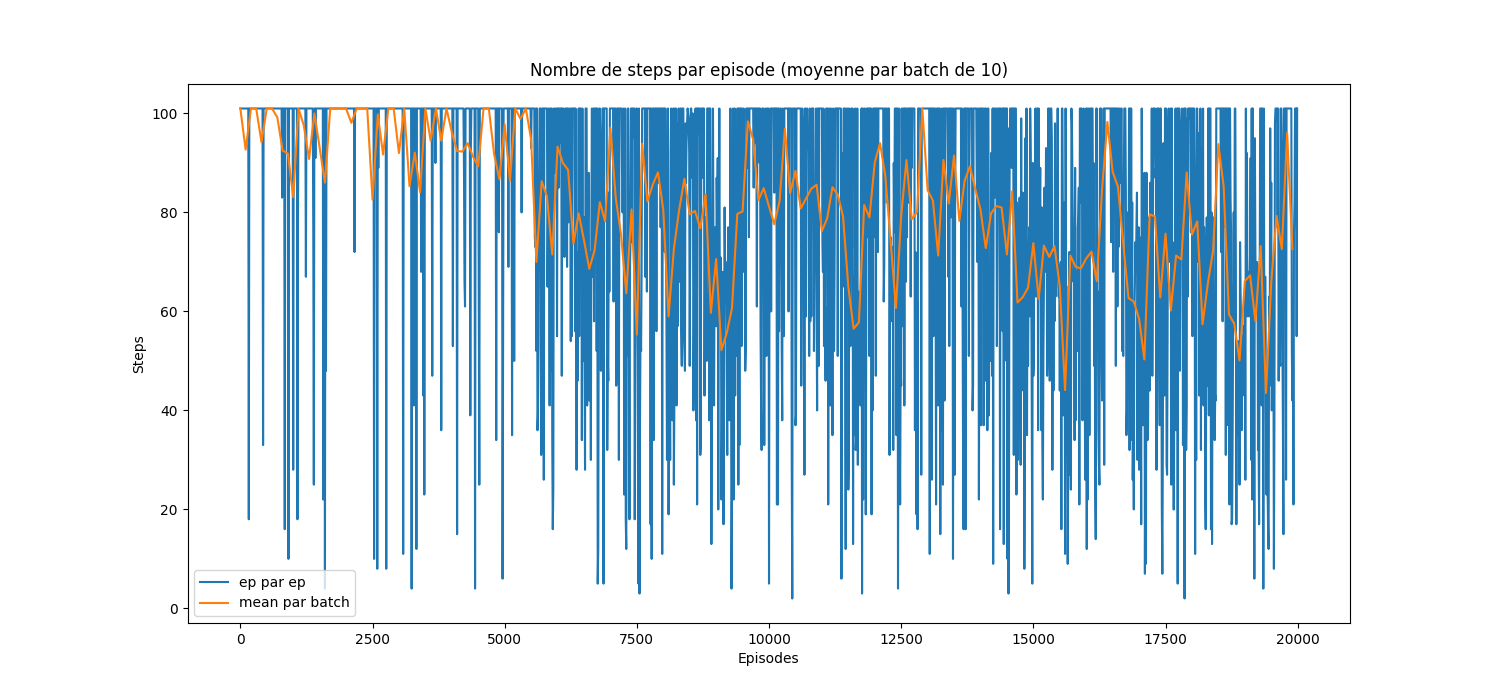 Nombre de steps par episode (moyenne par batch de 10)
100
80
60
40
20
0
Steps
ep par ep
mean par batch
0 2500 5000 7500 10000 12500 15000 17500 20000
Episodes